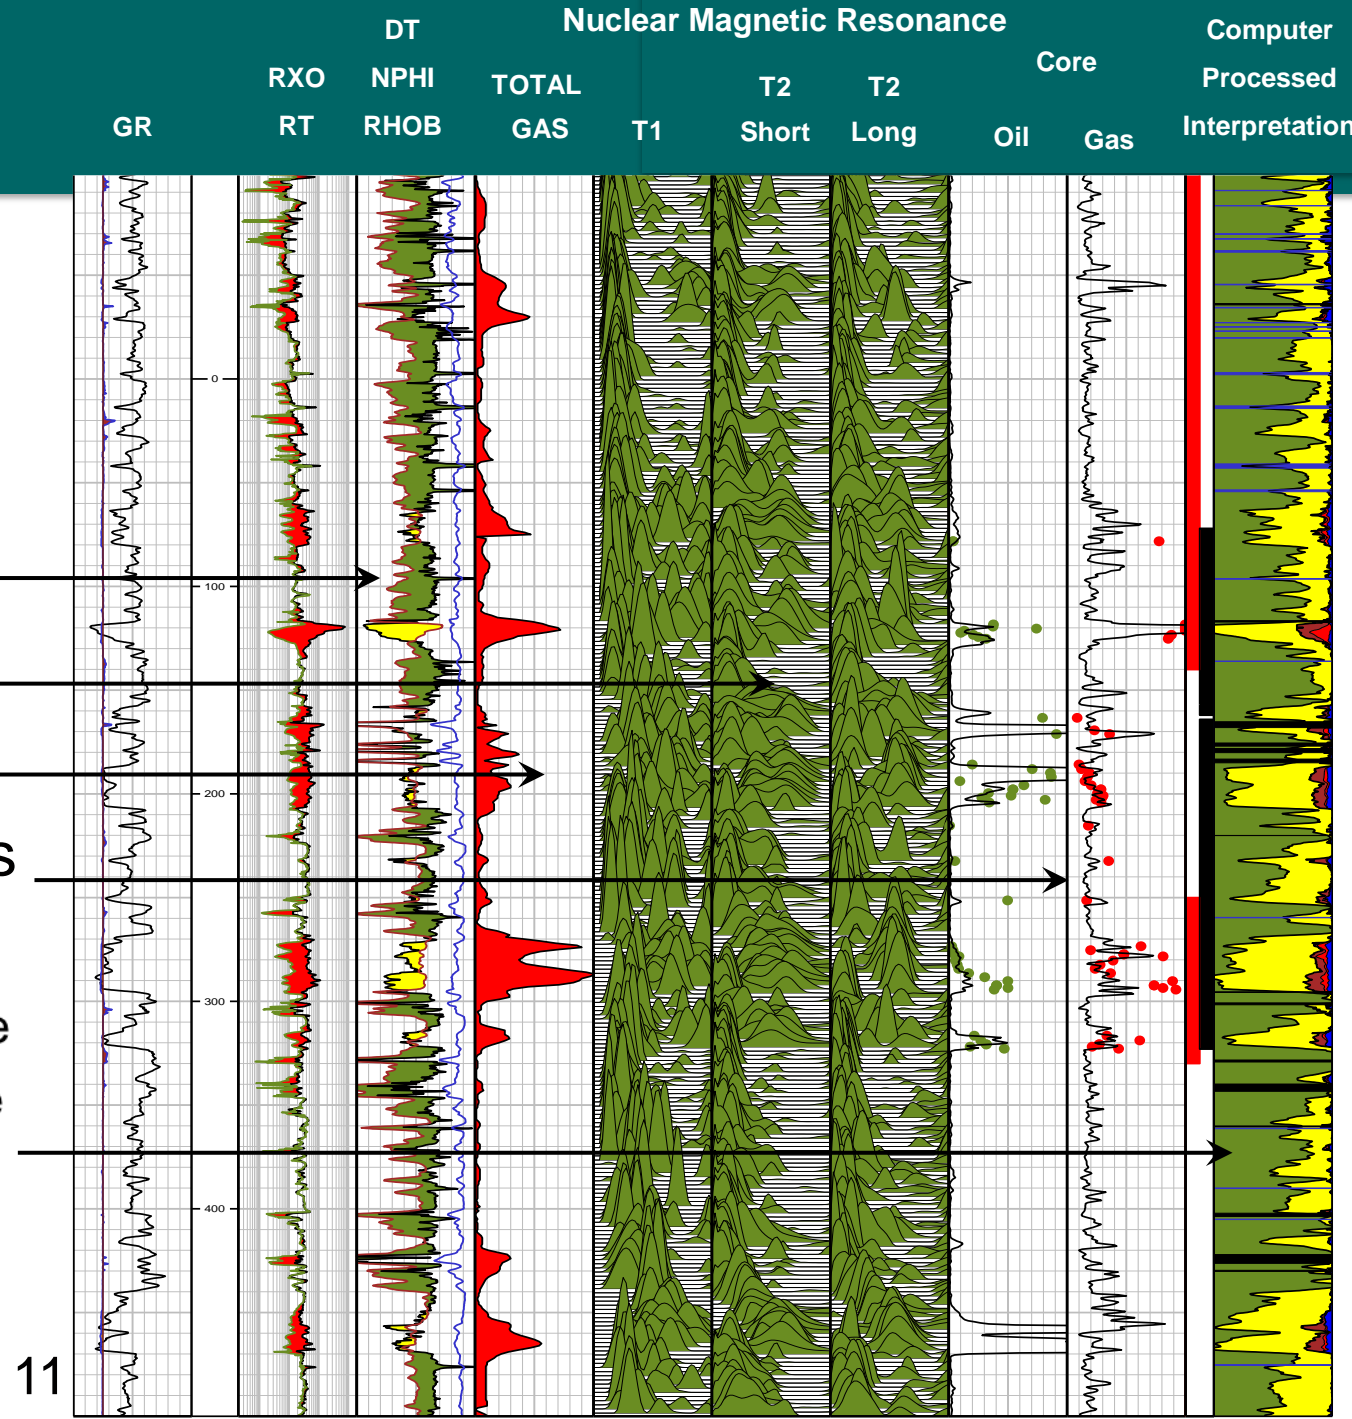 Nuclear Magnetic Resonance
DT
NPHI
RHOB
RXO
RT
GR
TOTAL
GAS
T1
T2
Short
T2
Long
Core
Oil
Gas
Computer
Processed
Interpretation
0
100
200
300
400
s
e
e
11